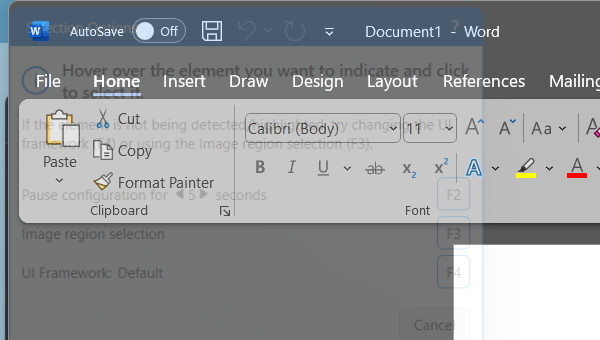 Selection Options
?
W AutoSave Off Document1 - Word
Hover over the element you want to indicate and click
to select it
File Home Insert Draw Design Layout References Mailing
Cut
Copy
Format Painter
Paste
Clipboard
Calibri (Body) 11 A A Aa A
B I U ab x₂ x² A A
Font
If the element is not being detected/highlighted, try changing the UI
framework (F4) or using the Image region selection (F3).
Pause configuration for 5 seconds F2
Image region selection F3
UI Framework: Default F4
Cancel